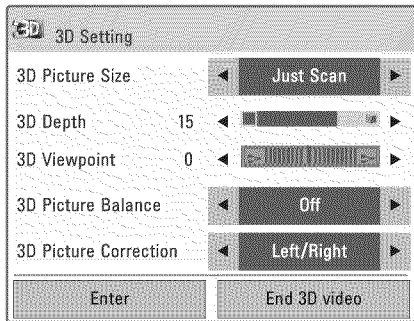 3D 3D Setting
3D Picture Size Just Scan
3D Depth 15
3D Viewpoint 0
3D Picture Balance Off
3D Picture Correction Left/Right
Enter End 3D video